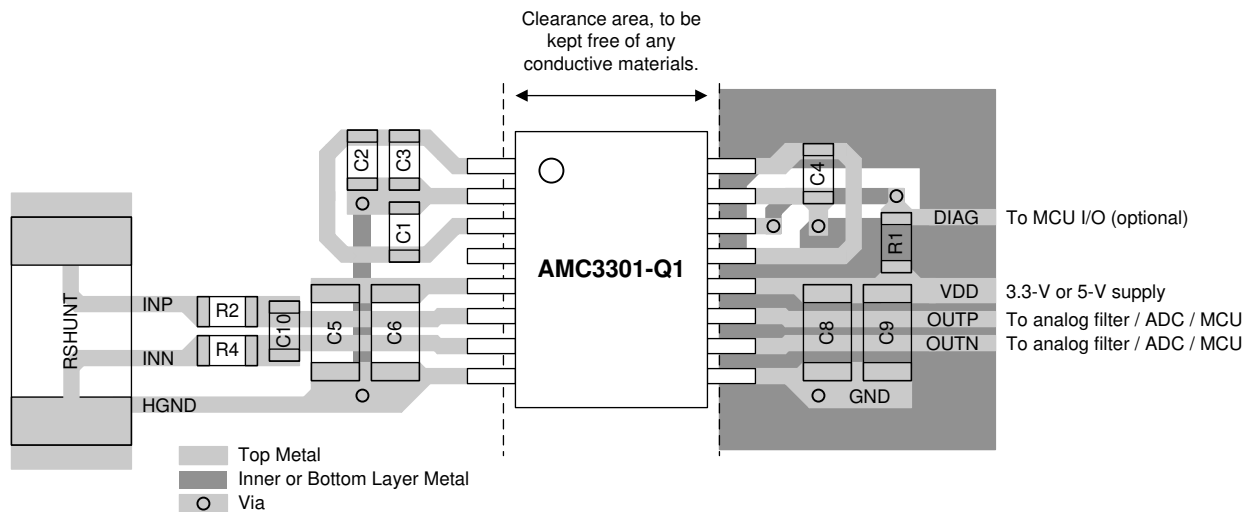 Clearance area, to be
kept free of any
conductive materials.
C2
C3
C1
C4
R1
AMC3301-Q1
DIAG
To MCU I/O (optional)
RSHUNT
INP
R2
C10
C5
C6
C8
C9
VDD
3.3-V or 5-V supply
OUTP
To analog filter / ADC / MCU
INN
R4
OUTN
To analog filter / ADC / MCU
HGND
GND
Top Metal
Inner or Bottom Layer Metal
Via